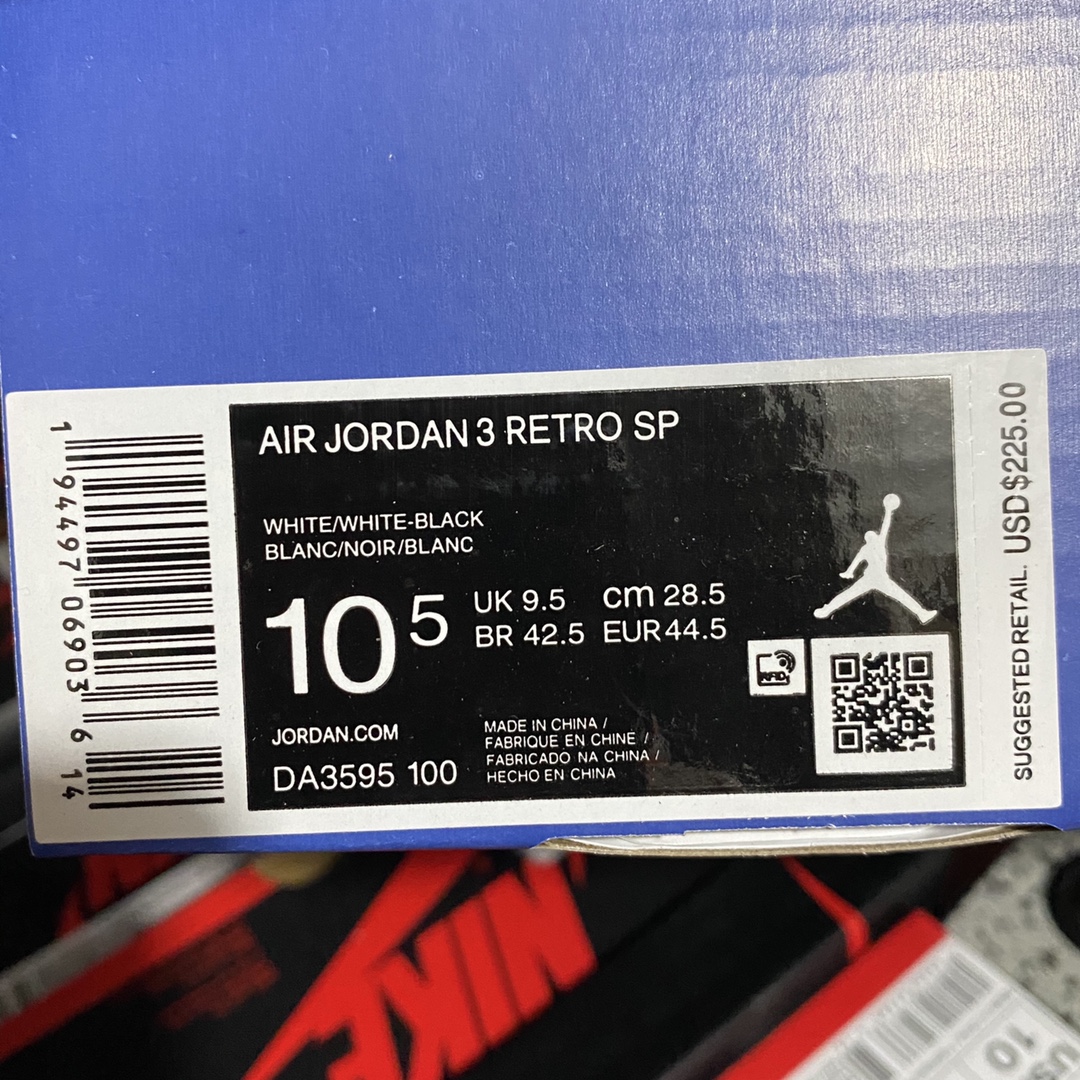 AIR JORDAN 3 RETRO SP
WHITE/WHITE-BLACK
BLANC/NOIR/BLANC
10 5
UK 9.5 cm 28.5
BR 42.5 EUR 44.5
RFID
JORDAN.COM
DA3595 100
MADE IN CHINA /
FABRIQUE EN CHINE /
FABRICADO NA CHINA /
HECHO EN CHINA
1 94497 06903 6 14
SUGGESTED RETAIL. USD$225.00
NIKE
10